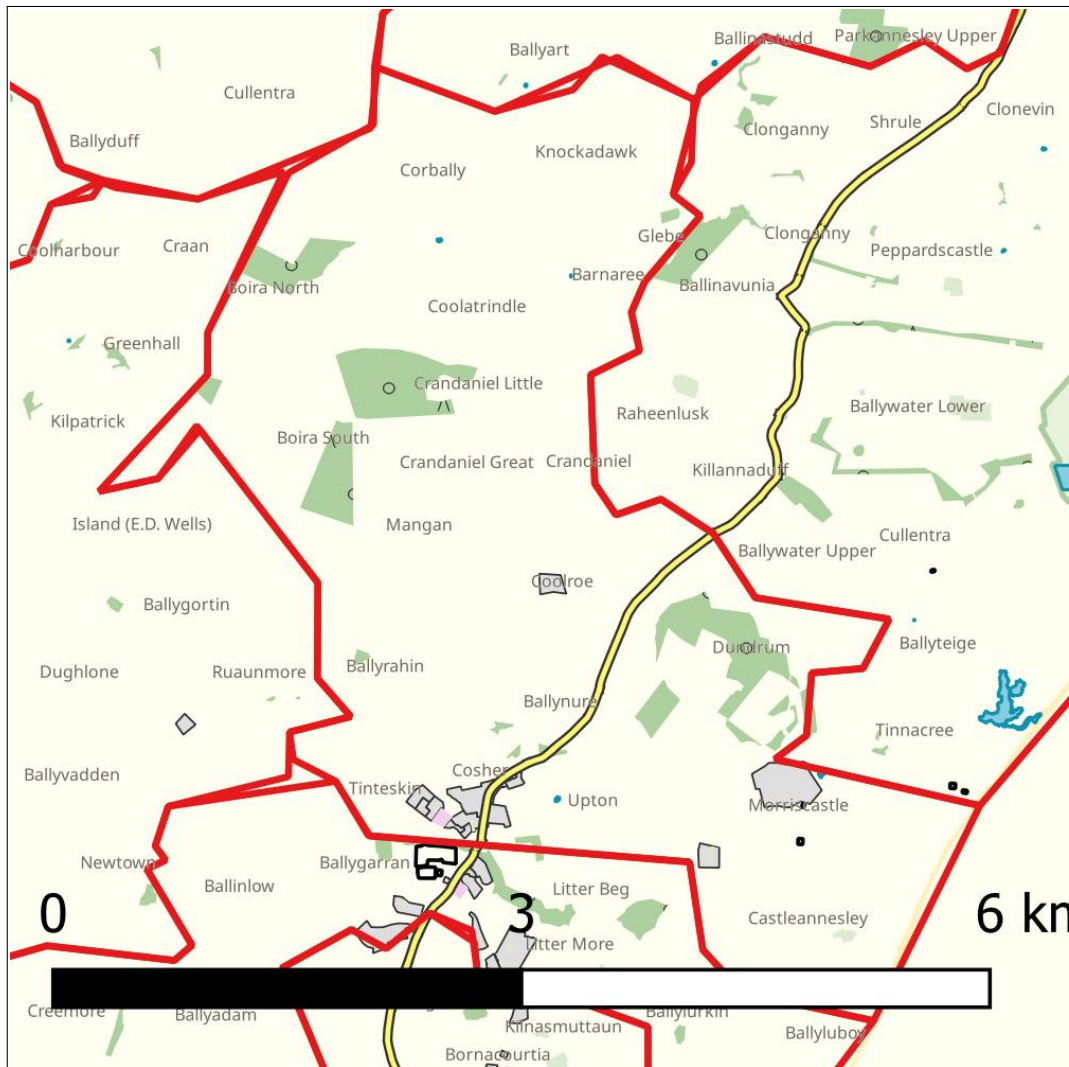 Ballinastudd
Parkannesley Upper
Ballyart
Cullentra
Clonevin
Shrule
Clonganny
Ballyduff
Knockadawk
Corbally
Clonganny
Glebe
Craan
Coolharbour
Peppardscastle
Barnaree
Ballinavunia
Boira North
Coolatrindle
Greenhall
Crandaniel Little
Ballywater Lower
Raheenlusk
Kilpatrick
Boira South
Crandaniel Great
Crandaniel
Killannaduff
Island (E.D. Wells)
Mangan
Cullentra
Ballywater Upper
Coolroe
Ballygortin
Ballyteige
Dundrum
Ballyrahin
Dughlone
Ruaunmore
Ballynure
Tinnacree
Ballyvadden
Cosher
Tinteskin
Upton
Morriscastle
Newtown
Ballygarran
Ballinlow
Litter Beg
0
3
6 km
Castleannesley
Litter More
Creemore
Ballyadam
Ballylurkin
Kilnasmuttaun
Bornacourtia